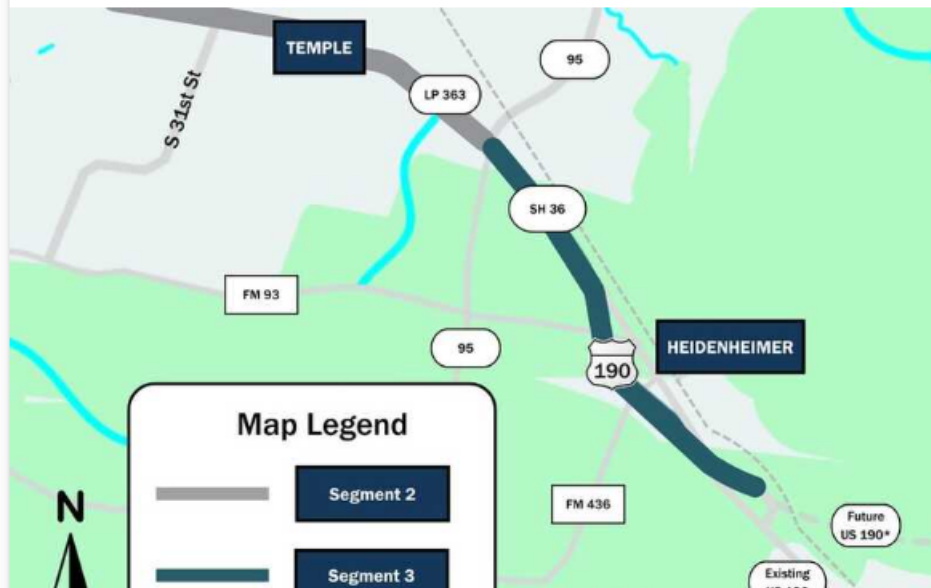 TEMPLE
95
LP 363
S 31st St
SH 36
FM 93
95
HEIDENHEIMER
190
Map Legend
Segment 2
N
FM 436
Future
US 190*
Segment 3
Existing